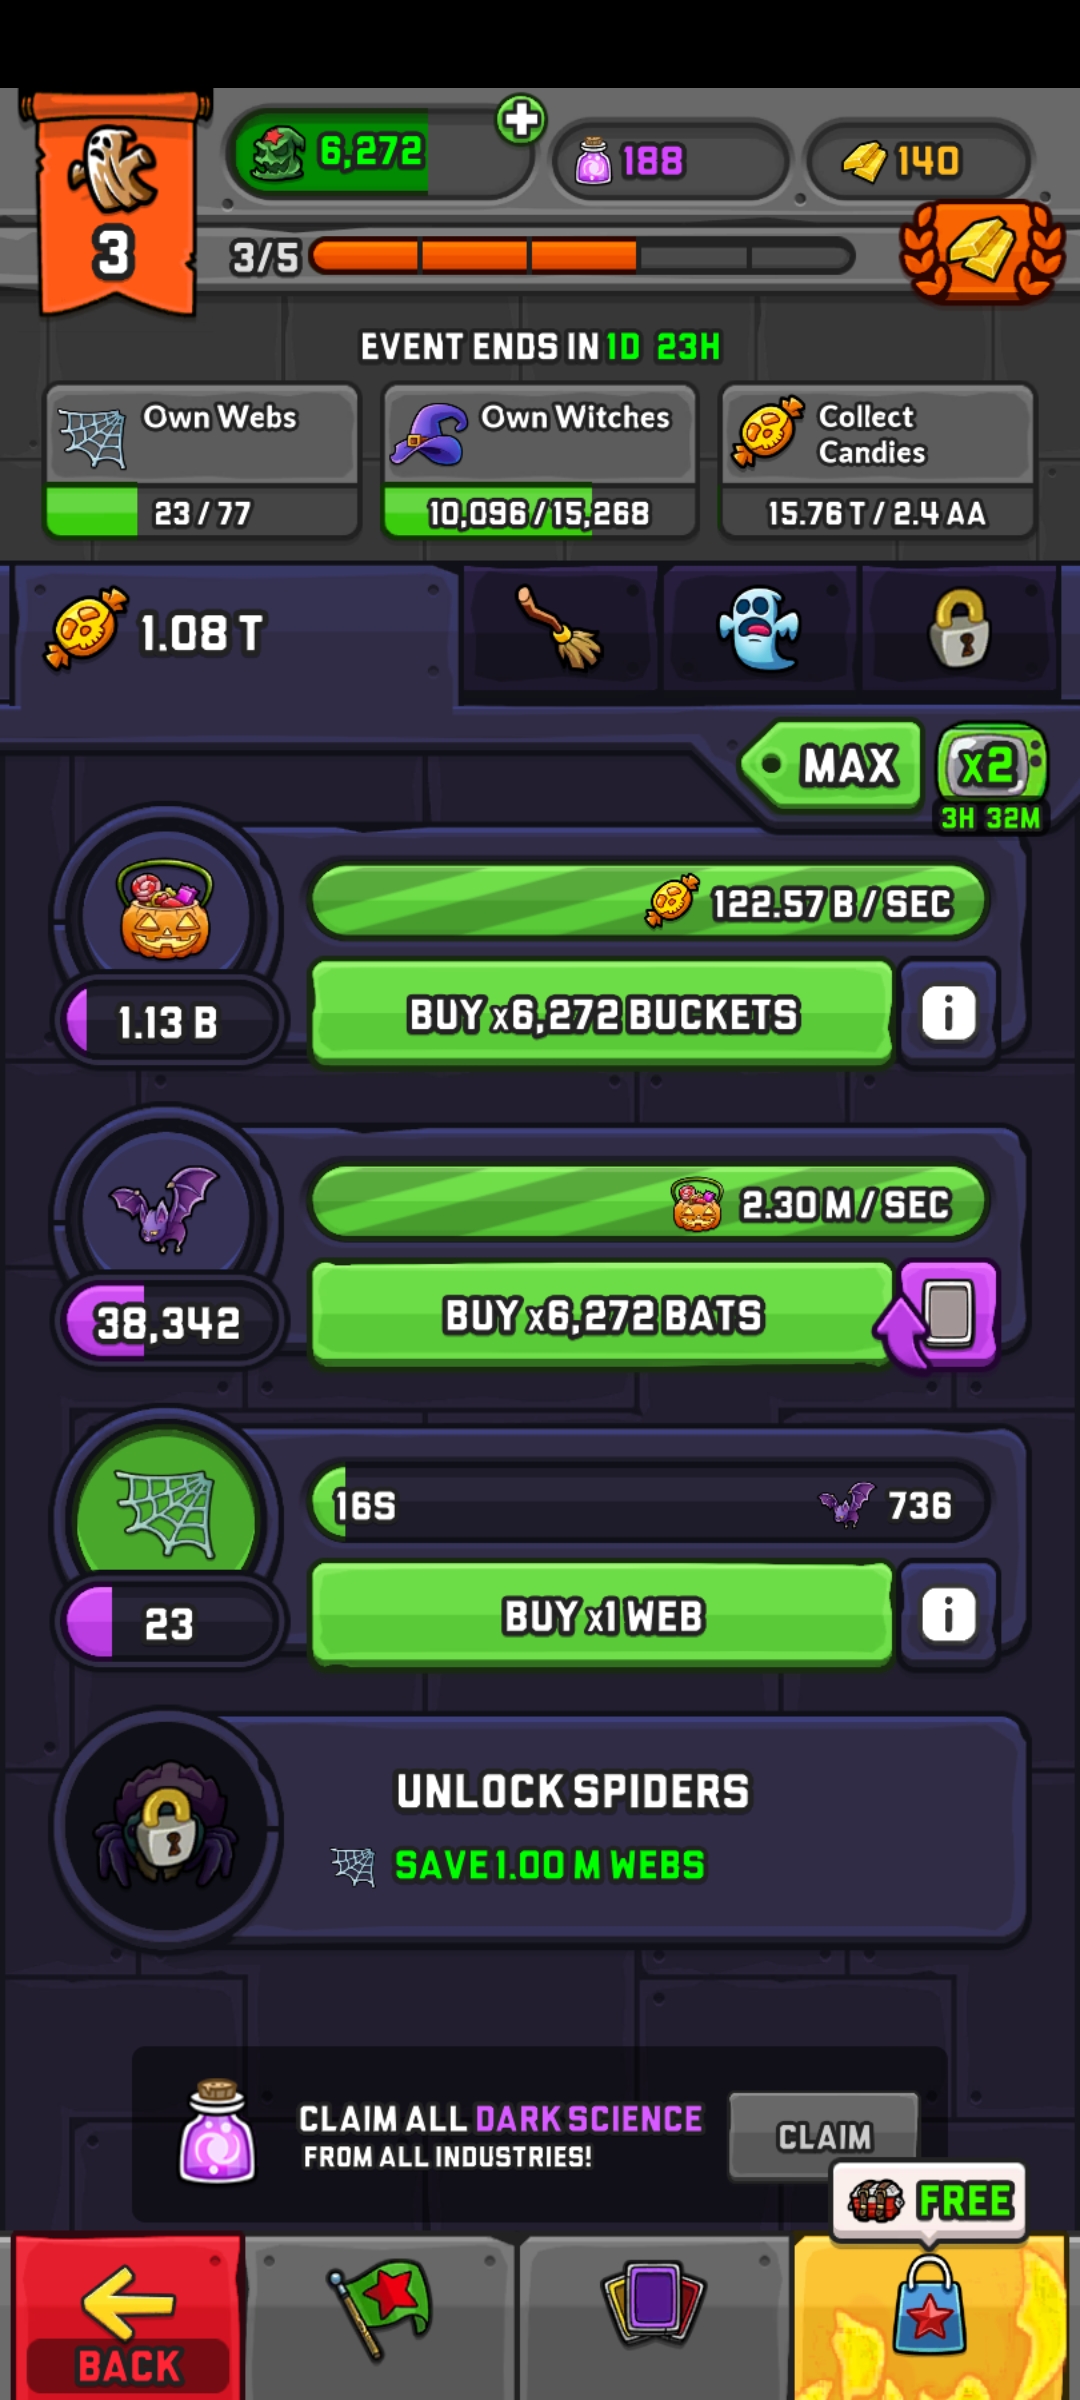 6,272
188
140
3
3/5
EVENT ENDS IN 1D 23H
Own Webs
23 / 77
Own Witches
10,096 / 15,268
Collect
Candies
15.76 T / 2.4 AA
1.08 T
MAX
x2
3H 32M
122.57 B / SEC
1.13 B
BUY x6,272 BUCKETS
i
2.30 M / SEC
38,342
BUY x6,272 BATS
16S
736
23
BUY x1 WEB
i
UNLOCK SPIDERS
SAVE 1.00 M WEBS
CLAIM ALL DARK SCIENCE
FROM ALL INDUSTRIES!
CLAIM
FREE
BACK